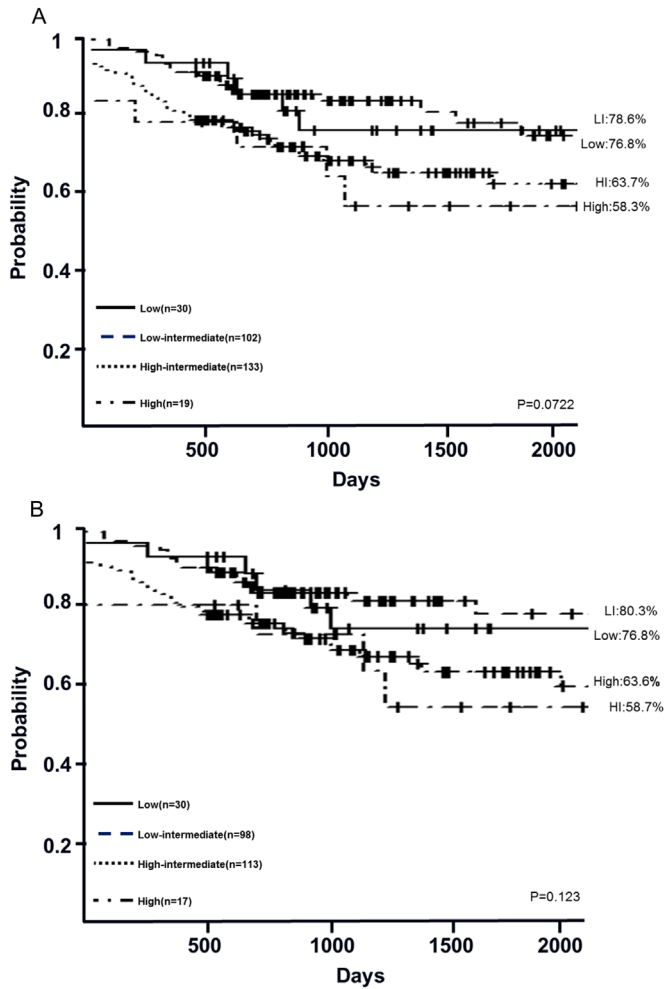 A
1
0.8
0.6
0.4
0.2
Probability
LI:78.6%
Low:76.8%
HI:63.7%
High:58.3%
Low(n=30)
Low-intermediate(n=102)
High-intermediate(n=133)
High(n=19)
P=0.0722
500 1000 1500 2000
Days
B
1
0.8
0.6
0.4
0.2
Probability
LI:80.3%
Low:76.8%
High:63.6%
HI:58.7%
Low(n=30)
Low-intermediate(n=98)
High-intermediate(n=113)
High(n=17)
P=0.123
500 1000 1500 2000
Days